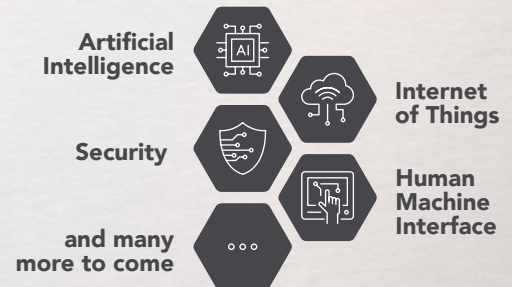 Artificial
Intelligence
AI
Internet
of Things
Security
Human
Machine
Interface
and many
more to come